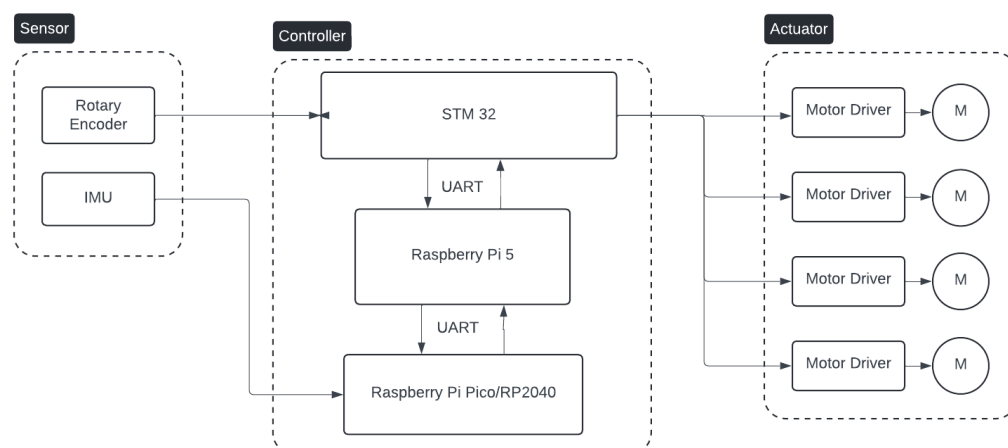 Sensor
Rotary
Encoder
IMU
Controller
STM 32
UART
Raspberry Pi 5
UART
Raspberry Pi Pico/RP2040
Actuator
Motor Driver
M
Motor Driver
M
Motor Driver
M
Motor Driver
M